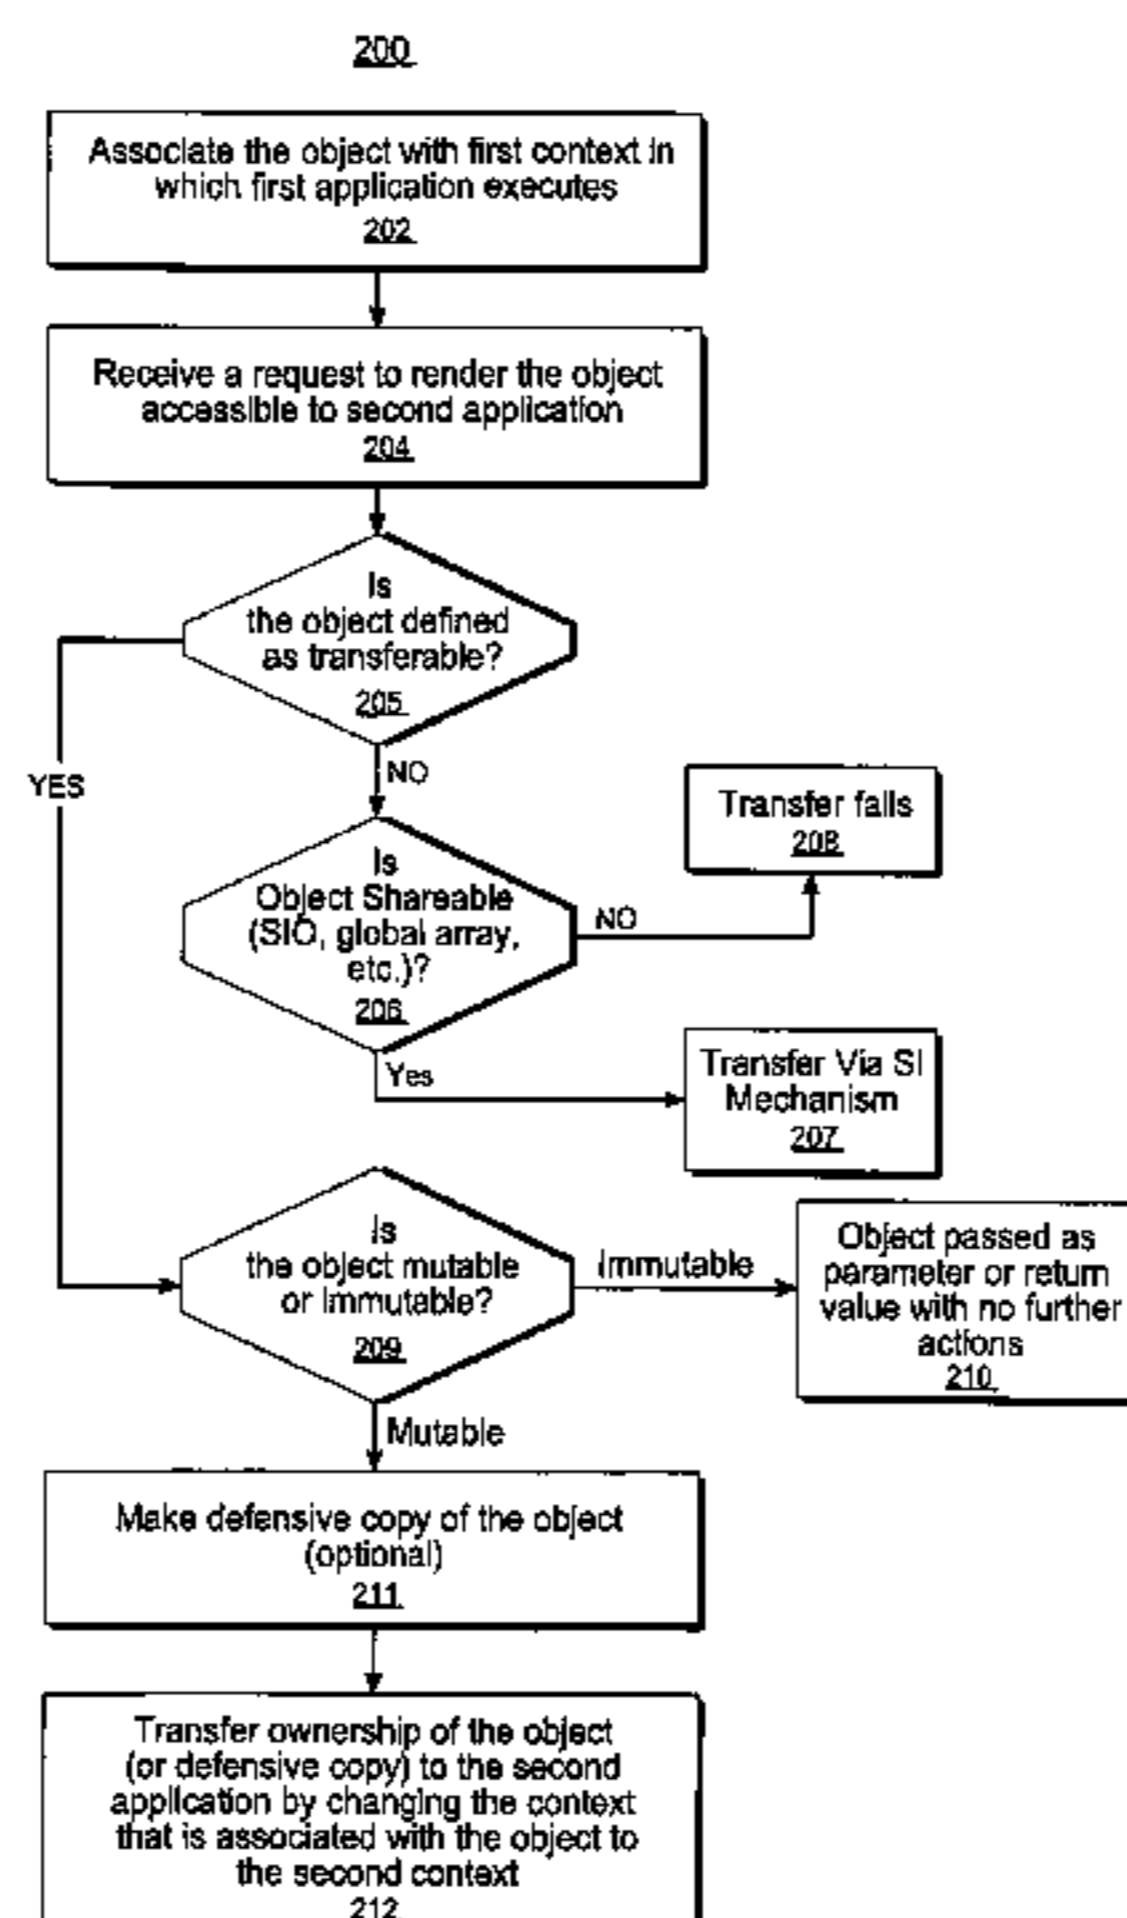 200
Associate the object with first context in
which first application executes
202
Receive a request to render the object
accessible to second application
204
Is
the object defined
as transferable?
205
YES
NO
Transfer fails
208
Is
Object Shareable
(SIO, global array,
etc.)?
206
NO
Yes
Transfer Via SI
Mechanism
207
Is
the object mutable
or immutable?
209
Immutable
Object passed as
parameter or return
value with no further
actions
210
Mutable
Make defensive copy of the object
(optional)
211
Transfer ownership of the object
(or defensive copy) to the second
application by changing the context
that is associated with the object to
the second context
212